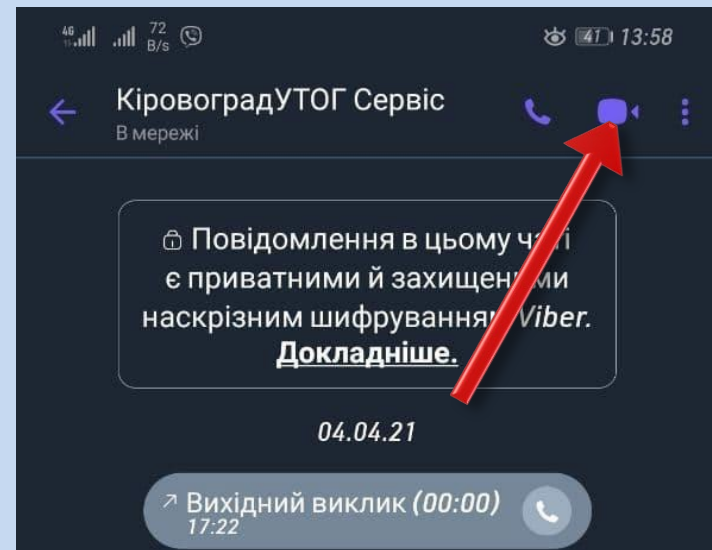 4G 72 B/s 41 13:58
КіровоградУТОГ Сервіс
В мережі
Повідомлення в цьому чаті
є приватними й захищеними
наскрізним шифруванням Viber.
Докладніше.
04.04.21
↗ Вихідний виклик (00:00)
17:22